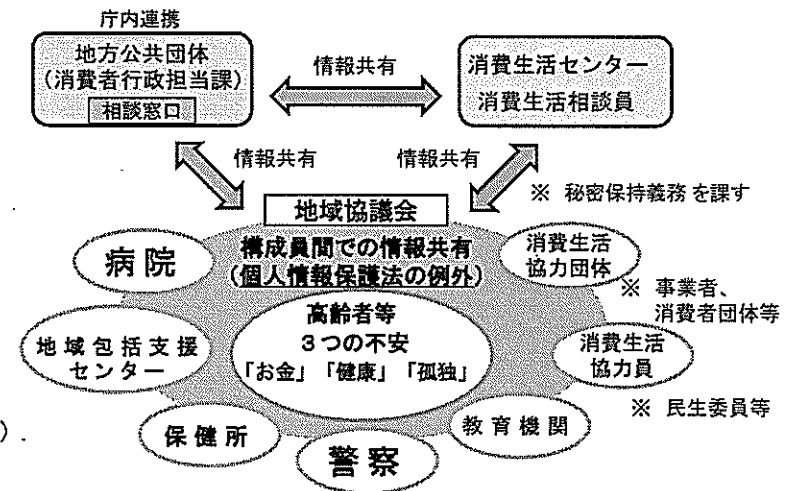 庁内連携
地方公共団体
(消費者行政担当課)
相談窓口
情報共有
消費生活センター
消費生活相談員
情報共有
情報共有
※ 秘密保持義務を課す
地域協議会
構成員間での情報共有
(個人情報保護法の例外)
病院
消費生活
協力団体
※ 事業者、
消費者団体等
高齢者等
3つの不安
「お金」「健康」「孤独」
地域包括支援
センター
消費生活
協力員
※ 民生委員等
保健所
警察
教育機関
)